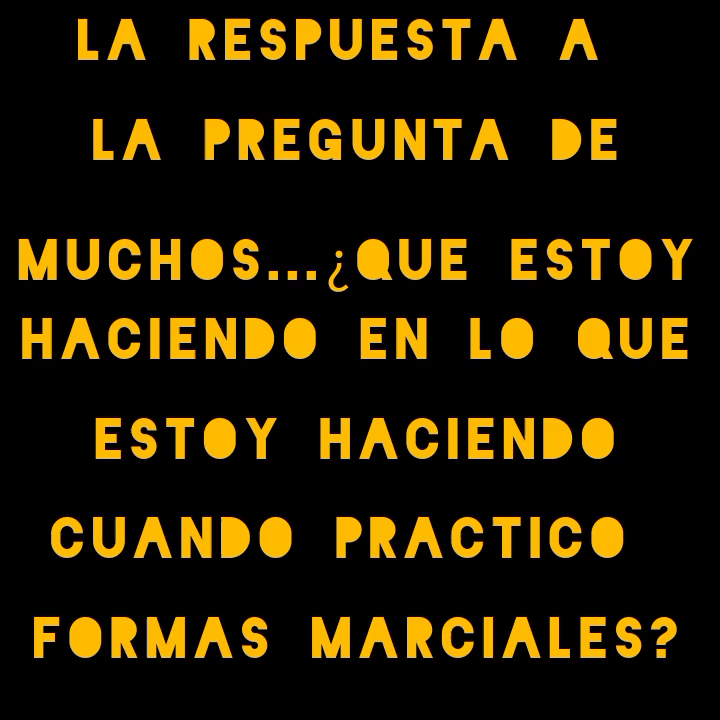 LA RESPUESTA A
LA PREGUNTA DE
MUCHOS...¿QUE ESTOY
HACIENDO EN LO QUE
ESTOY HACIENDO
CUANDO PRACTICO
FORMAS MARCIALES?